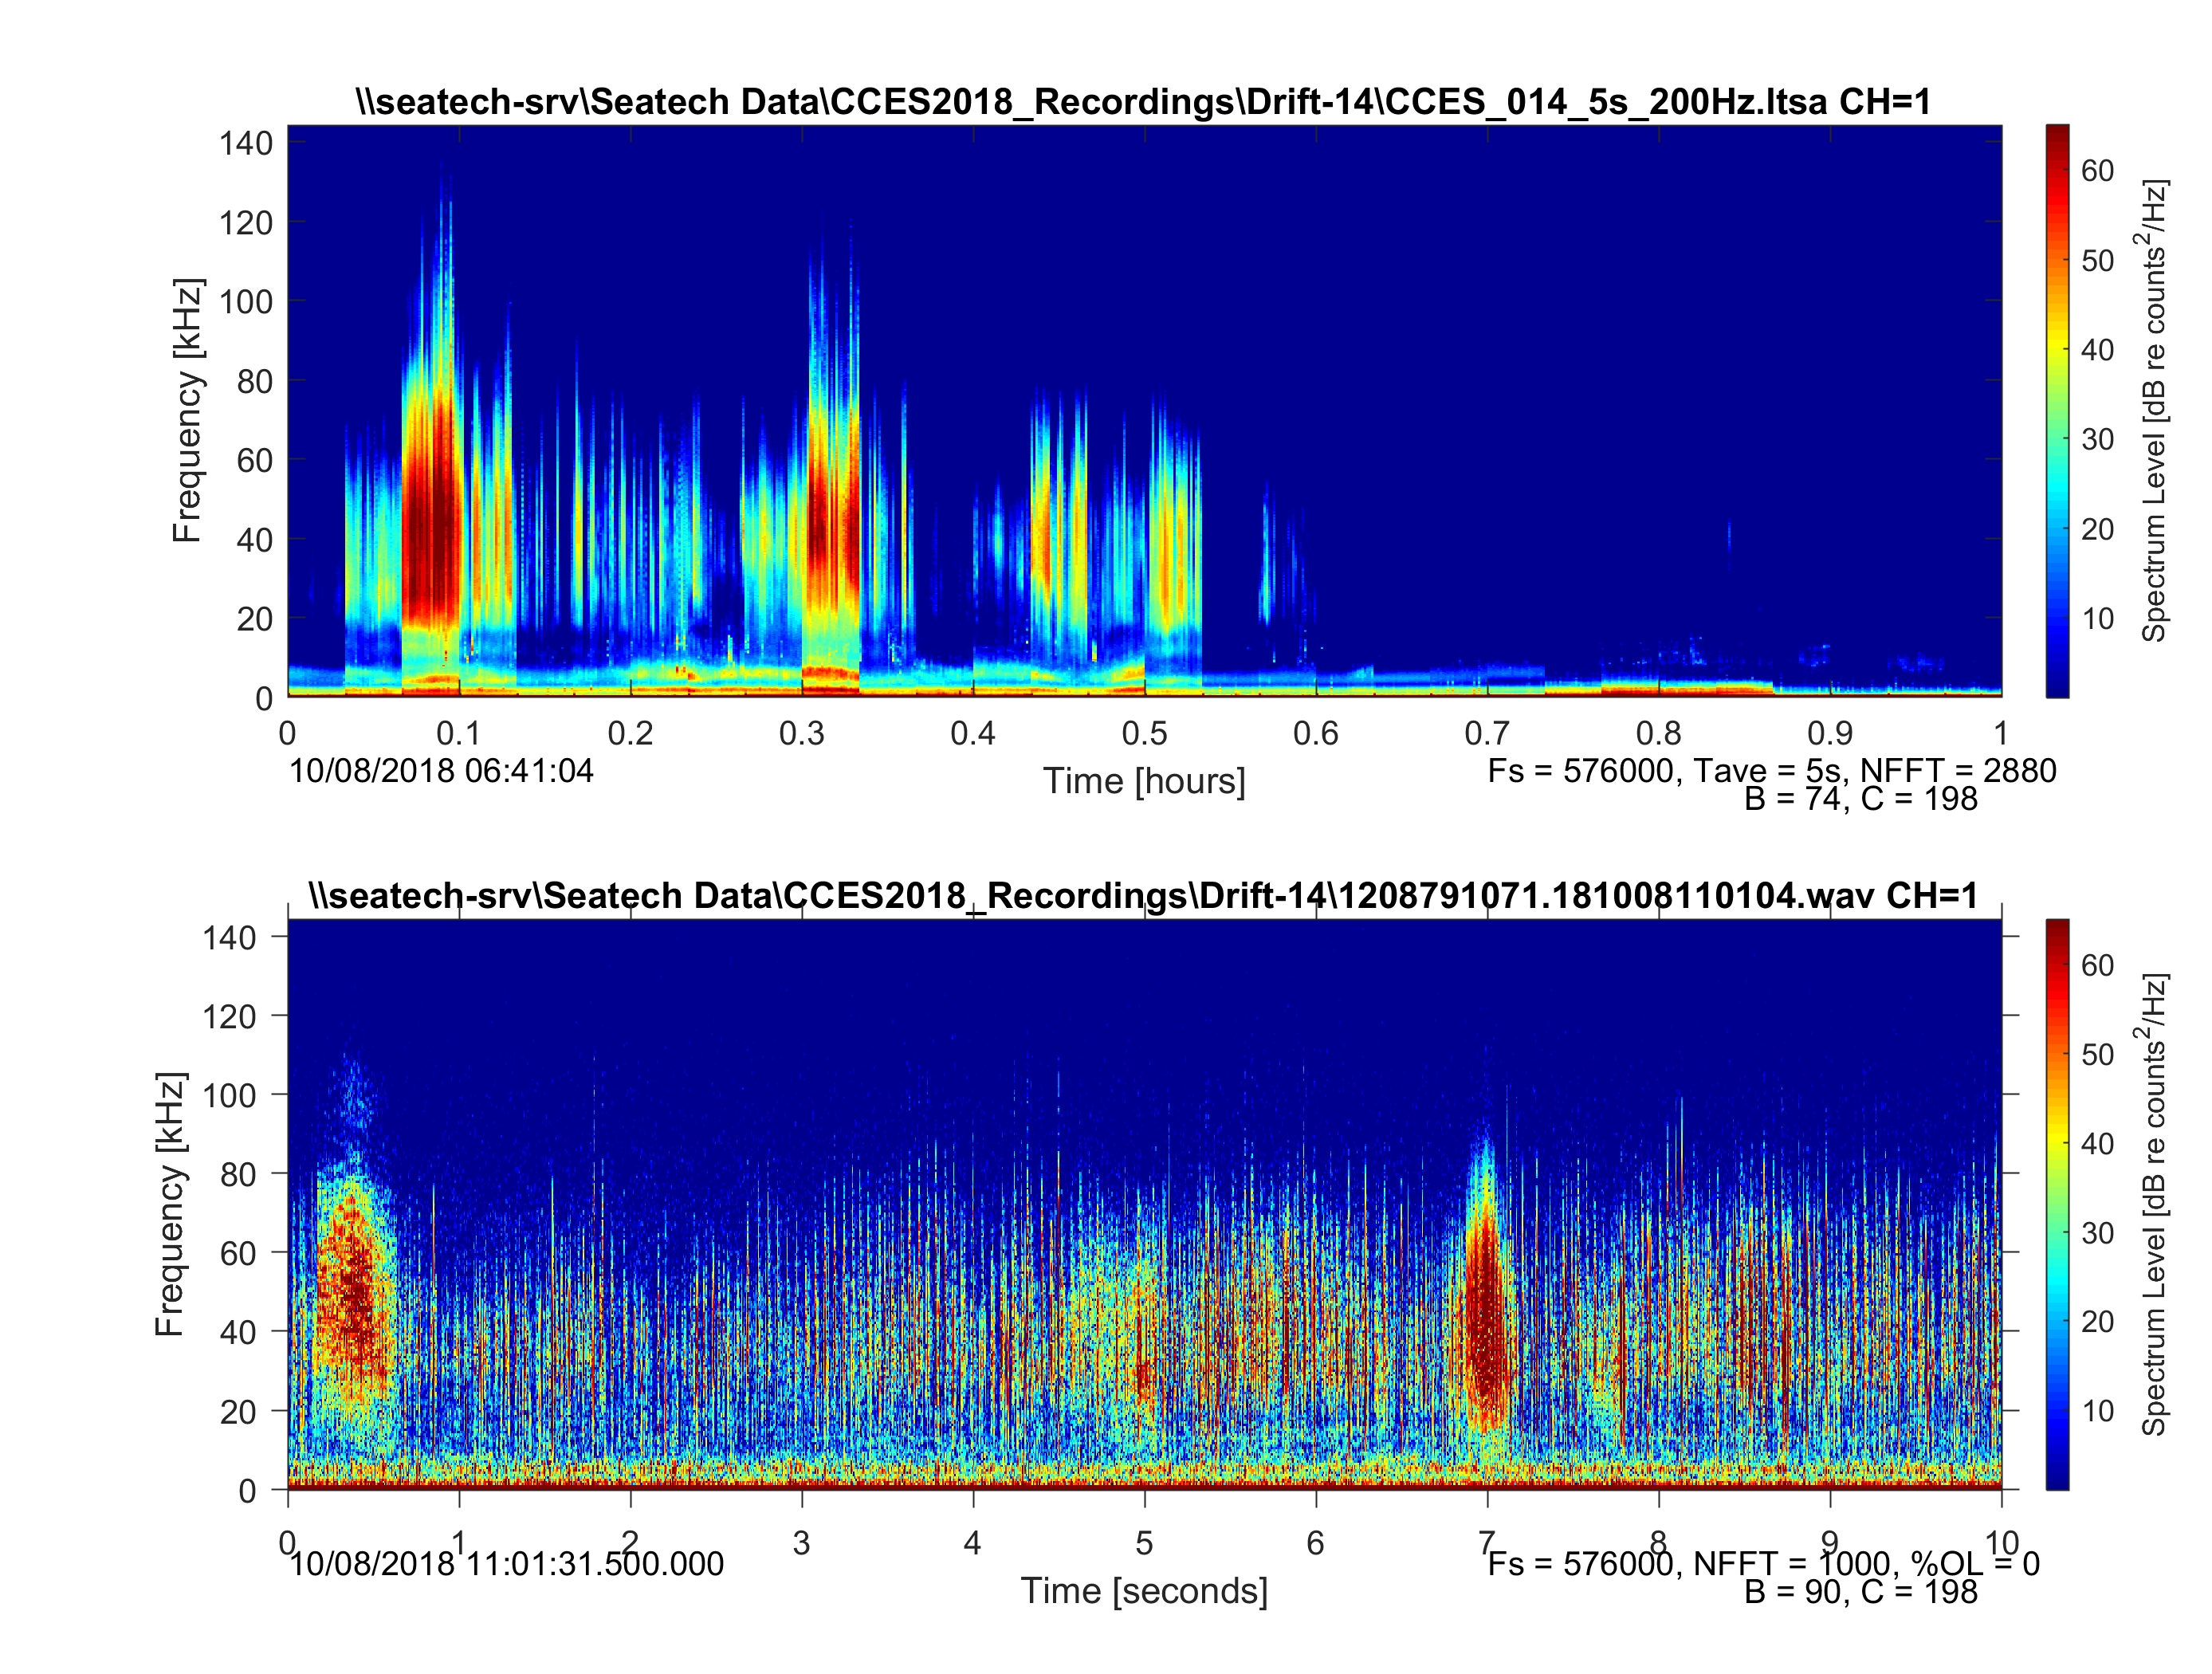 \\seatech-srv\Seatech Data\CCES2018_Recordings\Drift-14\CCES_014_5s_200Hz.ltsa CH=1
140
120
100
80
60
40
20
0
Frequency [kHz]
0 0.1 0.2 0.3 0.4 0.5 0.6 0.7 0.8 0.9 1
10/08/2018 06:41:04
Time [hours]
Fs = 576000, Tave = 5s, NFFT = 2880
B = 74, C = 198
60
50
40
30
20
10
Spectrum Level [dB re counts²/Hz]
\\seatech-srv\Seatech Data\CCES2018_Recordings\Drift-14\1208791071.181008110104.wav CH=1
140
120
100
80
60
40
20
0
Frequency [kHz]
0 1 2 3 4 5 6 7 8 9 10
10/08/2018 11:01:31.500.000
Time [seconds]
Fs = 576000, NFFT = 1000, %OL = 0
B = 90, C = 198
60
50
40
30
20
10
Spectrum Level [dB re counts²/Hz]